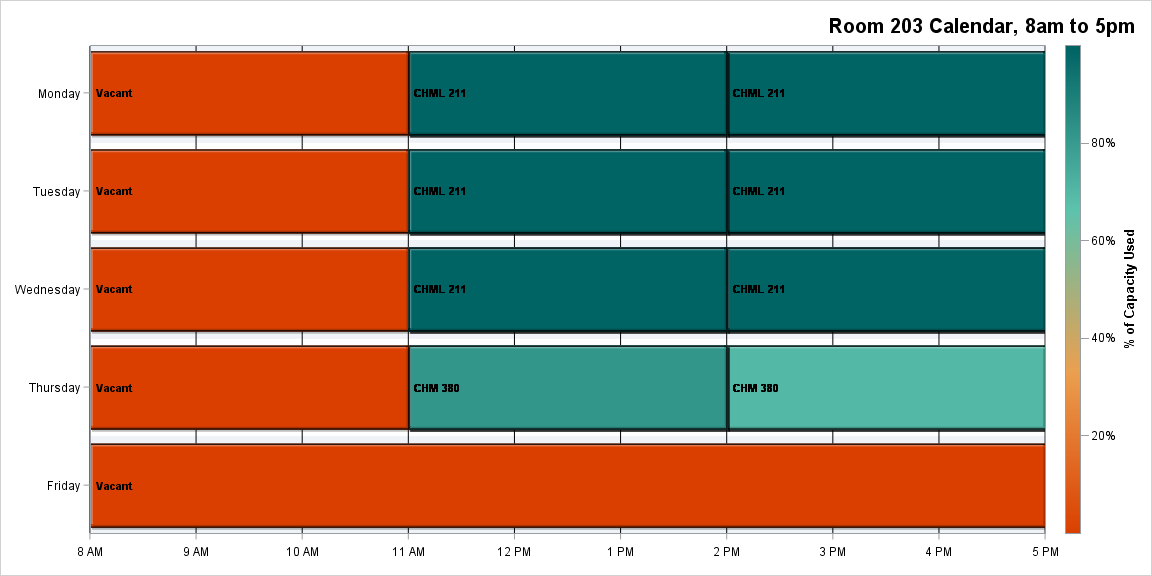 Room 203 Calendar, 8am to 5pm
Monday
Vacant
CHML 211
CHML 211
Tuesday
Vacant
CHML 211
CHML 211
Wednesday
Vacant
CHML 211
CHML 211
Thursday
Vacant
CHM 380
CHM 380
Friday
Vacant
8 AM
9 AM
10 AM
11 AM
12 PM
1 PM
2 PM
3 PM
4 PM
5 PM
80%
60%
40%
20%
% of Capacity Used